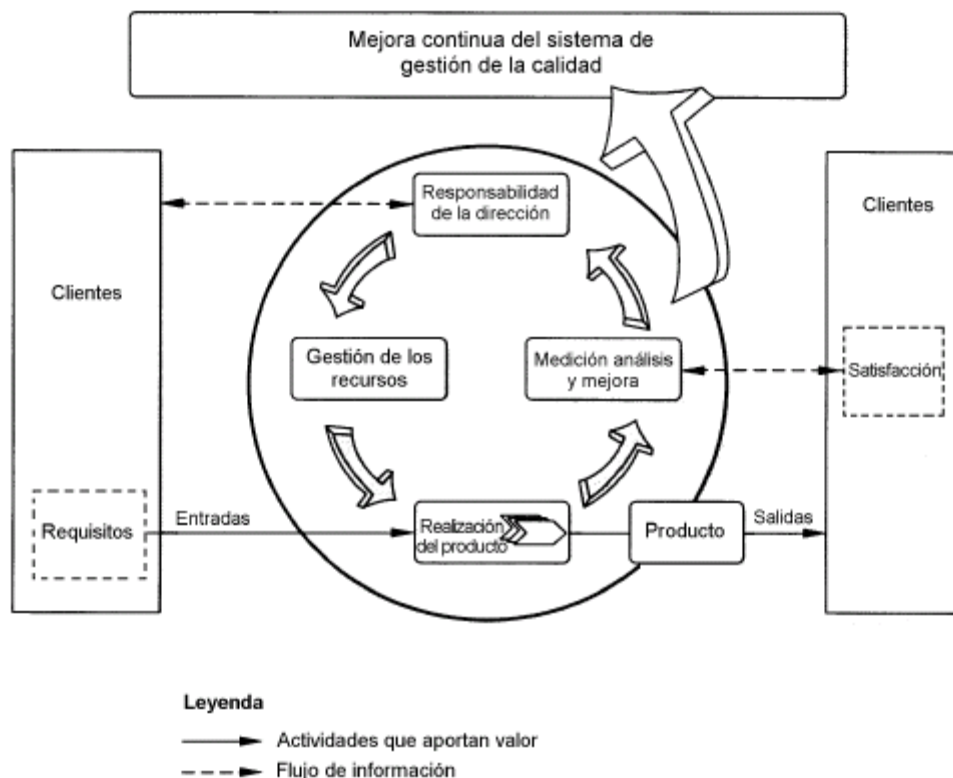 Mejora continua del sistema de
gestión de la calidad
Responsabilidad
de la dirección
Clientes
Clientes
Gestión de los
recursos
Medición análisis
y mejora
Satisfacción
Requisitos
Entradas
Realización
del producto
Producto
Salidas
Leyenda
Actividades que aportan valor
Flujo de información